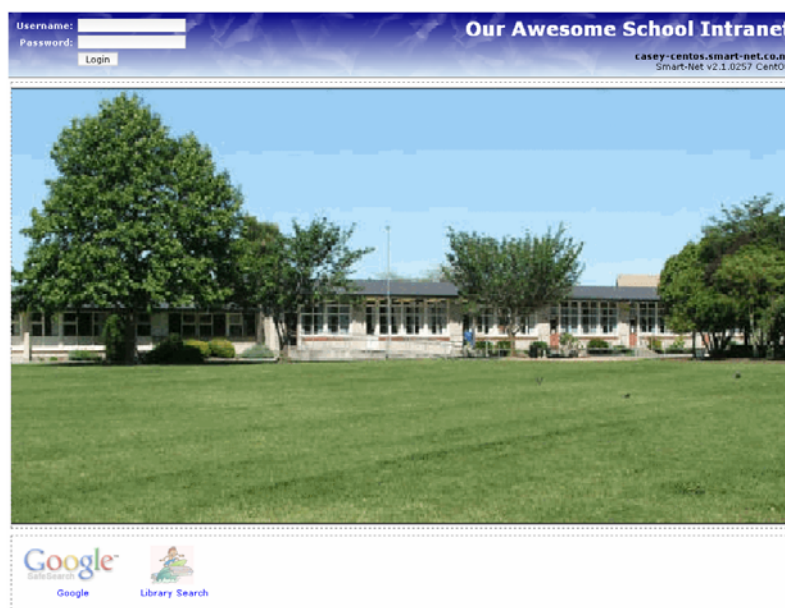 Username:
Password:
Login
Our Awesome School Intranet
casey-centos.smart-net.co.n
Smart-Net v2.1.0257 CentO
Google
SafeSearch
Google
Library Search